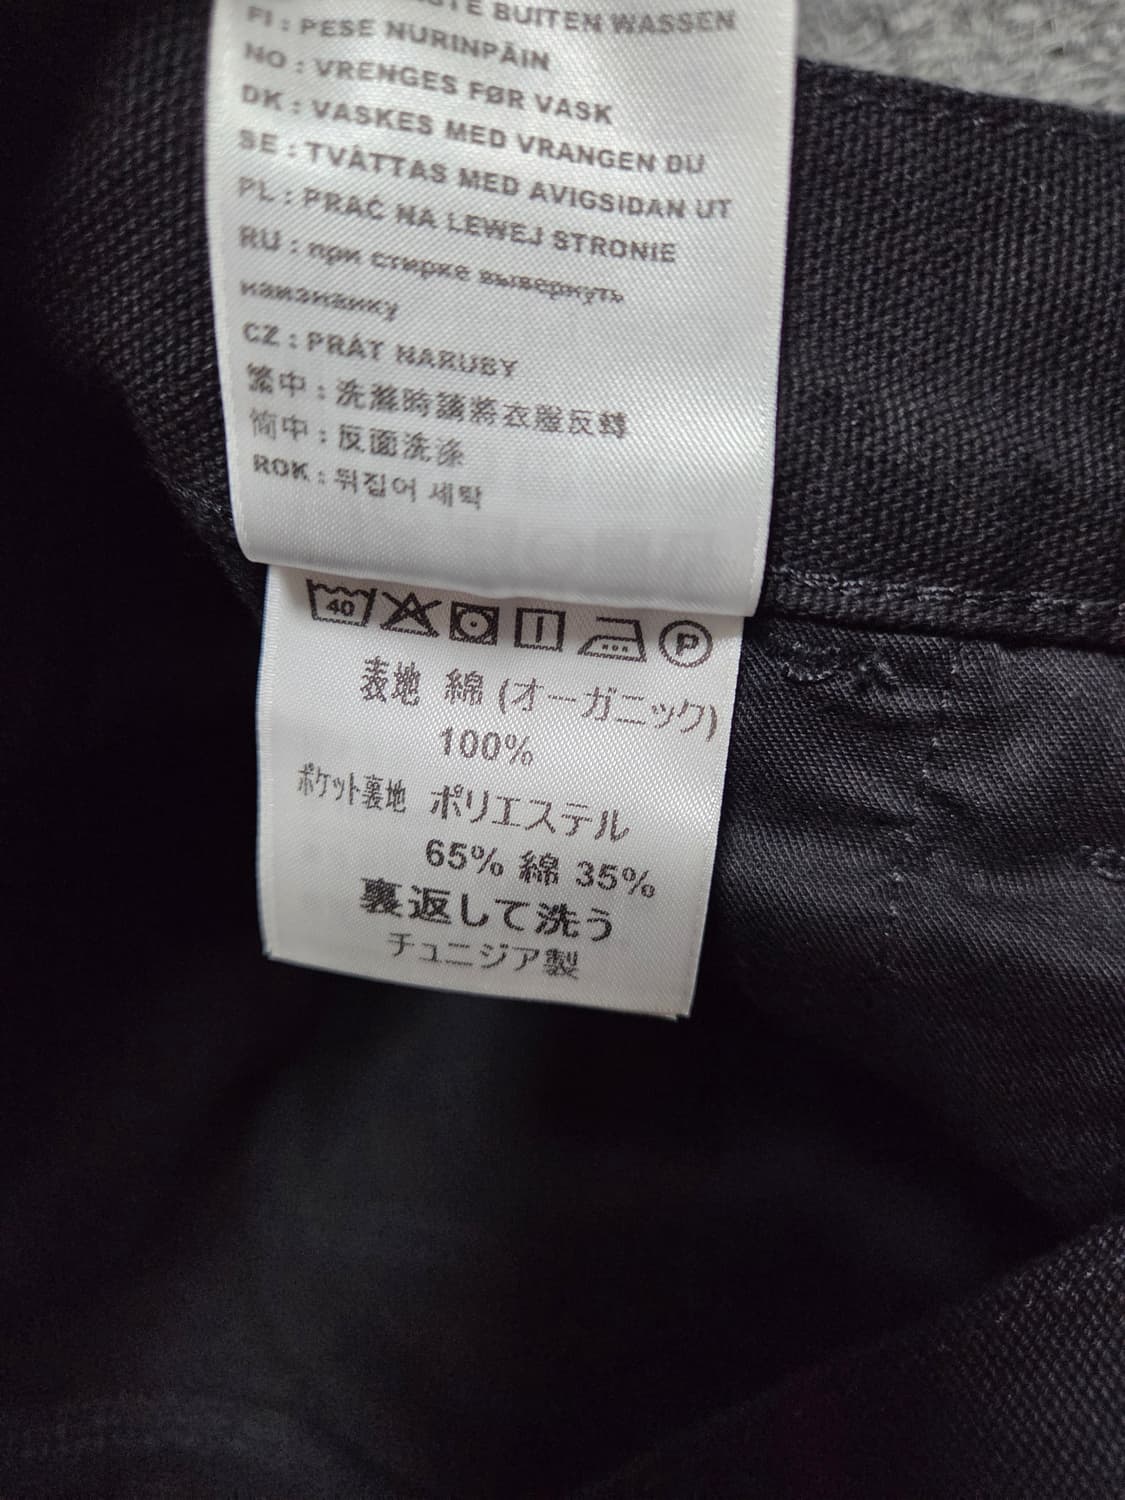 BUITEN WASSEN
FI : PESE NURINPÄIN
NO : VRENGES FØR VASK
DK : VASKES MED VRANGEN UD
SE : TVÄTTAS MED AVIGSIDAN UT
PL : PRAĆ NA LEWEJ STRONIE
RU : при стирке вывернуть
наизнанку
CZ : PRÁT NARUBY
繁中 : 洗滌時請將衣服反轉
简中 : 反面洗涤
ROK : 뒤집어 세탁
40 P
表地 綿 (オーガニック)
100%
ポケット裏地 ポリエステル
65% 綿 35%
裏返して洗う
チュニジア製